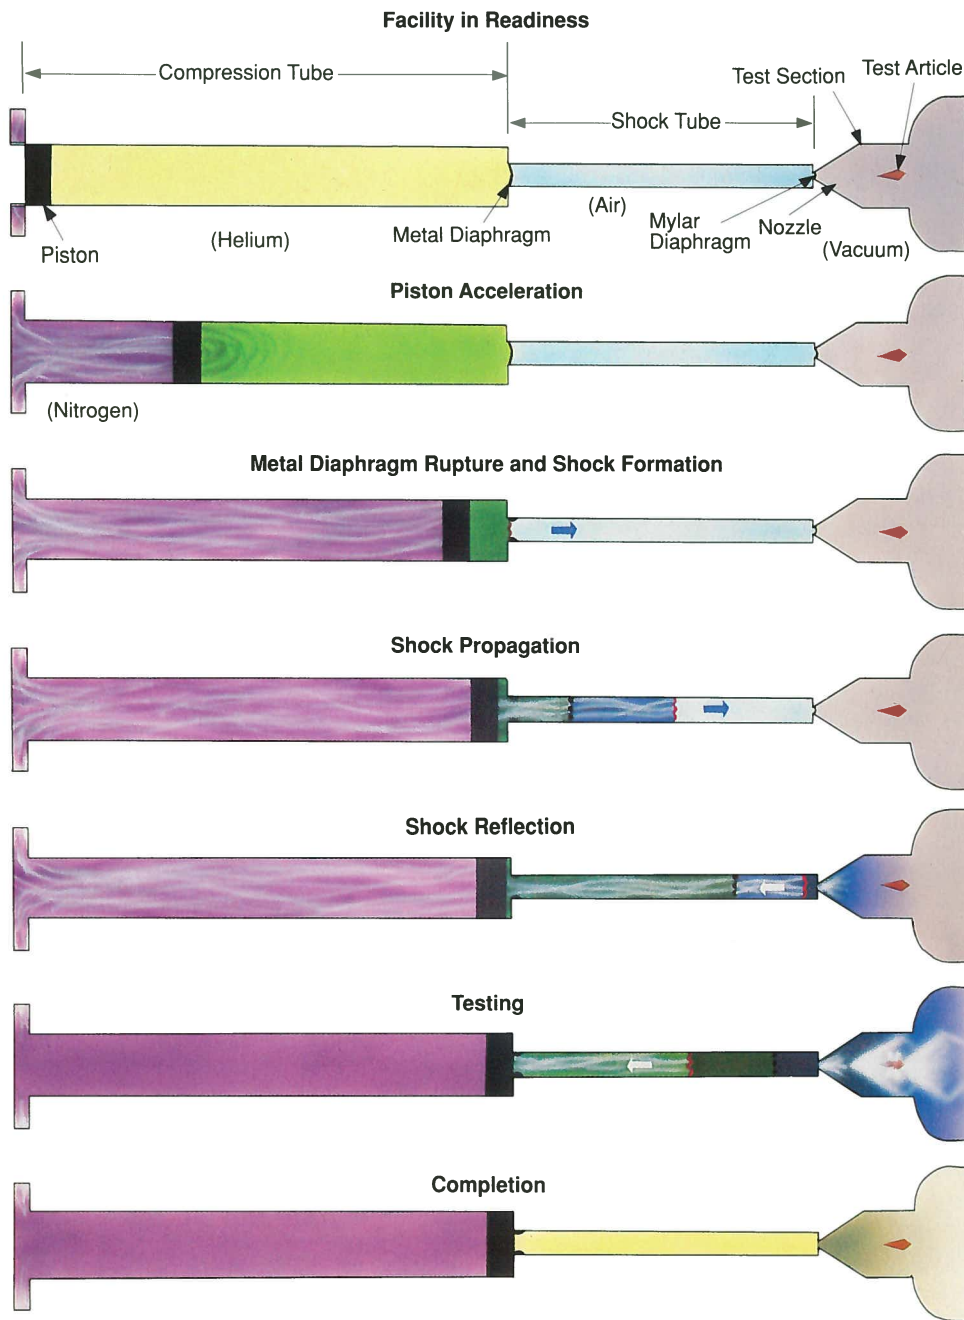 Facility in Readiness
Compression Tube
Test Section
Test Article
Shock Tube
Piston
(Helium)
Metal Diaphragm
(Air)
Mylar
Diaphragm
Nozzle
(Vacuum)
Piston Acceleration
(Nitrogen)
Metal Diaphragm Rupture and Shock Formation
Shock Propagation
Shock Reflection
Testing
Completion